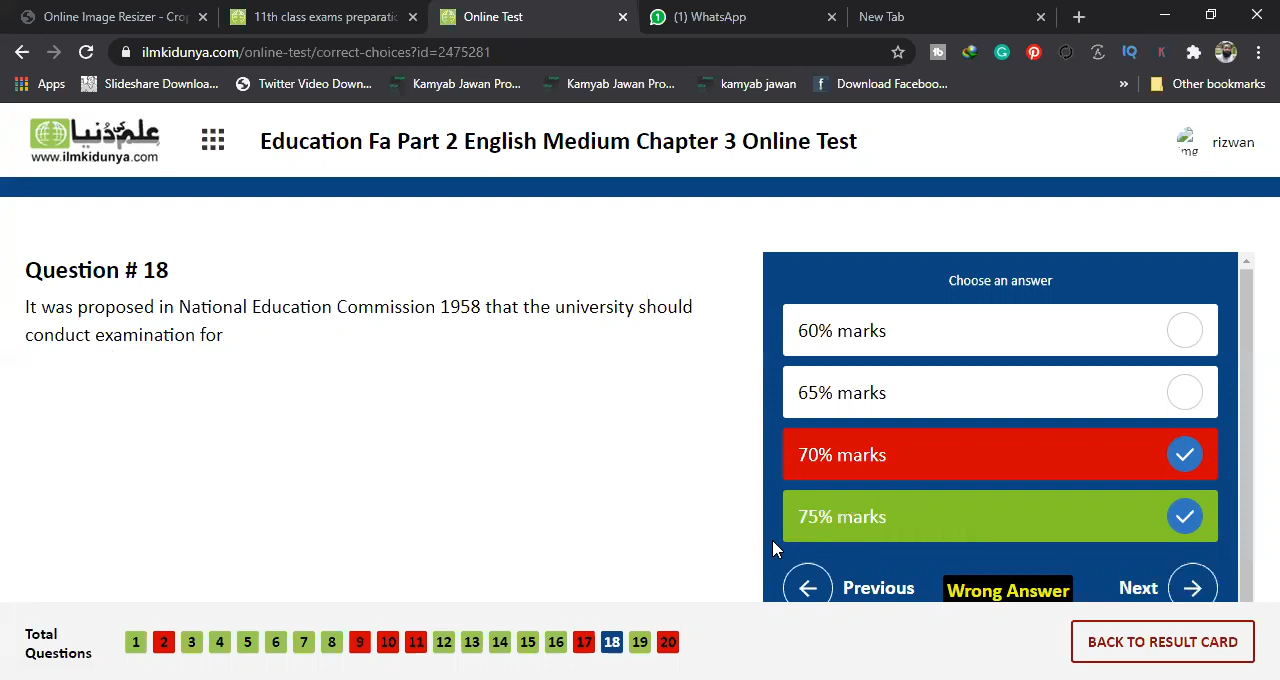 Online Image Resizer - Crop
11th class exams preparatic
Online Test
(1) WhatsApp
New Tab
ilmkidunya.com/online-test/correct-choices?id=2475281
Apps
Slideshare Downloa...
Twitter Video Down...
Kamyab Jawan Pro...
Kamyab Jawan Pro...
kamyab jawan
Download Faceboo...
»
Other bookmarks
علم کی دُنیا
www.ilmkidunya.com
Education Fa Part 2 English Medium Chapter 3 Online Test
img
rizwan
Question # 18
It was proposed in National Education Commission 1958 that the university should
conduct examination for
Choose an answer
60% marks
65% marks
70% marks
75% marks
Previous
Wrong Answer
Next
Total
Questions
1 2 3 4 5 6 7 8 9 10 11 12 13 14 15 16 17 18 19 20
BACK TO RESULT CARD